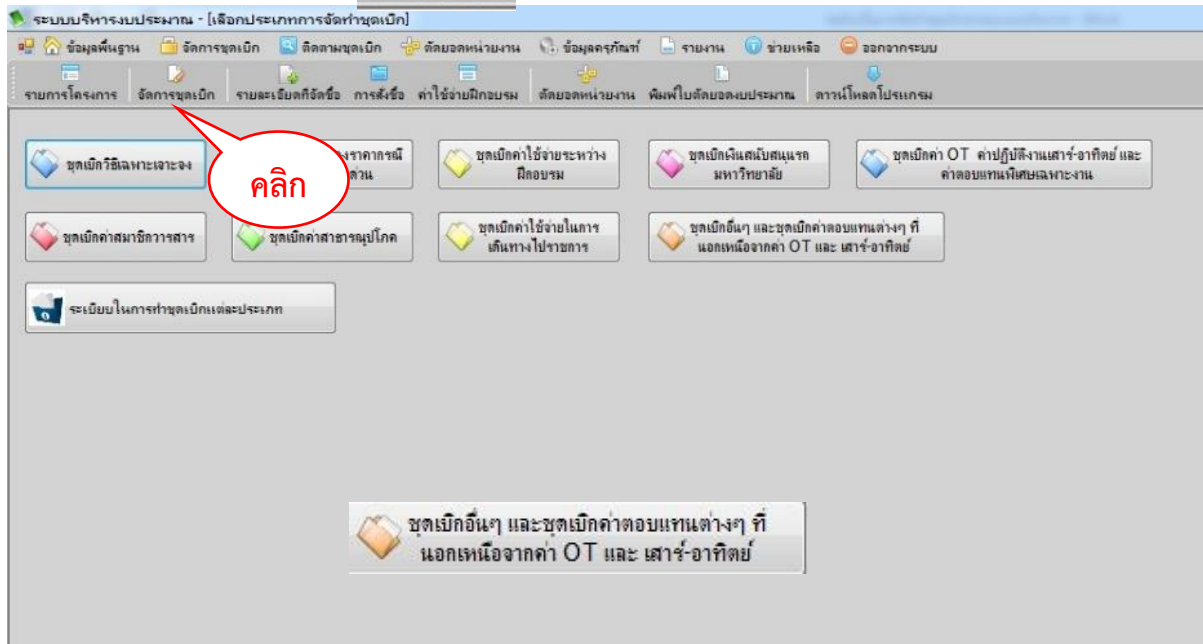 ระบบบริหารงบประมาณ - [เลือกประเภทการจัดทำชุดเบิก]
ข้อมูลพื้นฐาน จัดการชุดเบิก ติดตามชุดเบิก ตัดยอดหน่วยงาน ข้อมูลครุภัณฑ์ รายงาน ช่วยเหลือ ออกจากระบบ
รายการโครงการ จัดการชุดเบิก รายละเอียดที่จัดซื้อ การสั่งซื้อ ค่าใช้จ่ายฝึกอบรม ตัดยอดหน่วยงาน พิมพ์ใบตัดยอดงบประมาณ ดาวน์โหลดโปรแกรม
ชุดเบิกวิธีเฉพาะเจาะจง
งราคากรณี
ด่วน
คลิก
ชุดเบิกค่าใช้จ่ายระหว่าง
ฝึกอบรม
ชุดเบิกเงินสนับสนุนรถ
มหาวิทยาลัย
ชุดเบิกค่า OT ค่าปฏิบัติงานเสาร์-อาทิตย์ และ
ค่าตอบแทนพิเศษเฉพาะงาน
ชุดเบิกค่าสมาชิกวารสาร
ชุดเบิกค่าสาธารณุปโภค
ชุดเบิกค่าใช้จ่ายในการ
เดินทางไปราชการ
ชุดเบิกอื่นๆ และชุดเบิกค่าตอบแทนต่างๆ ที่
นอกเหนือจากค่า OT และ เสาร์-อาทิตย์
ระเบียบในการทำชุดเบิกแต่ละประเภท
ชุดเบิกอื่นๆ และชุดเบิกค่าตอบแทนต่างๆ ที่
นอกเหนือจากค่า OT และ เสาร์-อาทิตย์